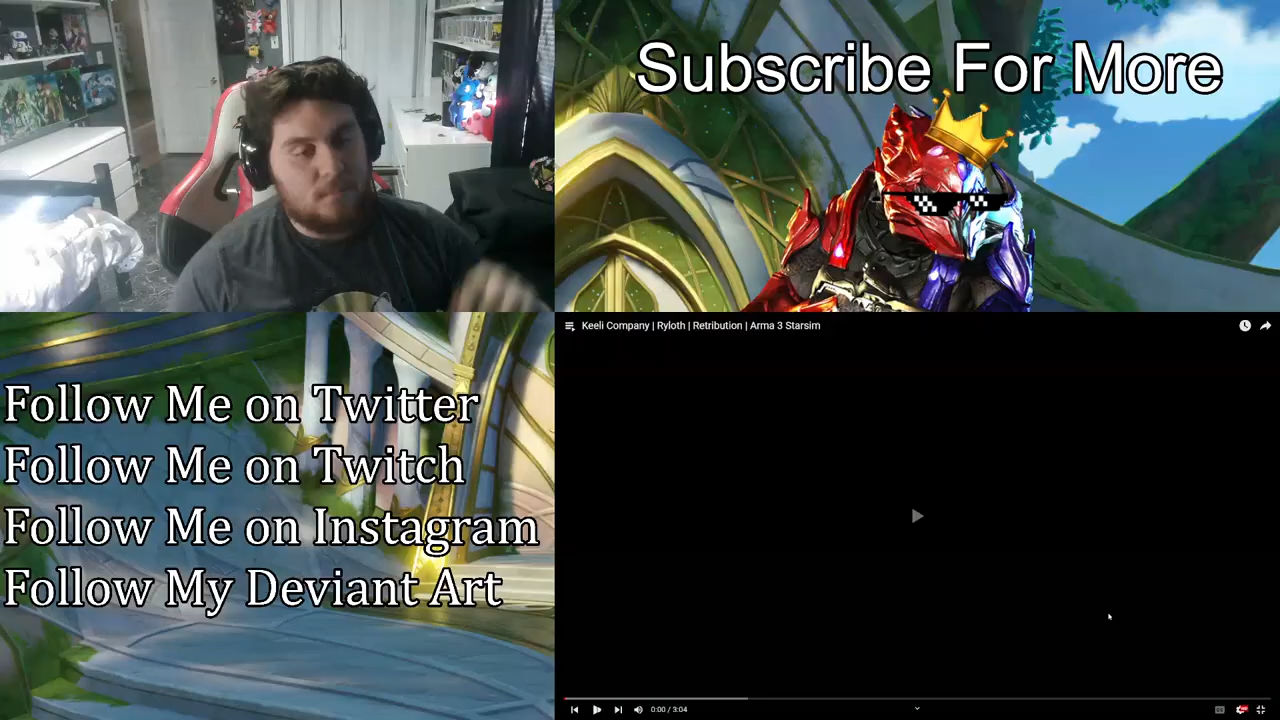 Subscribe For More
Keeli Company | Ryloth | Retribution | Arma 3 Starsim
Follow Me on Twitter
Follow Me on Twitch
Follow Me on Instagram
Follow My Deviant Art
0:00 / 3:04